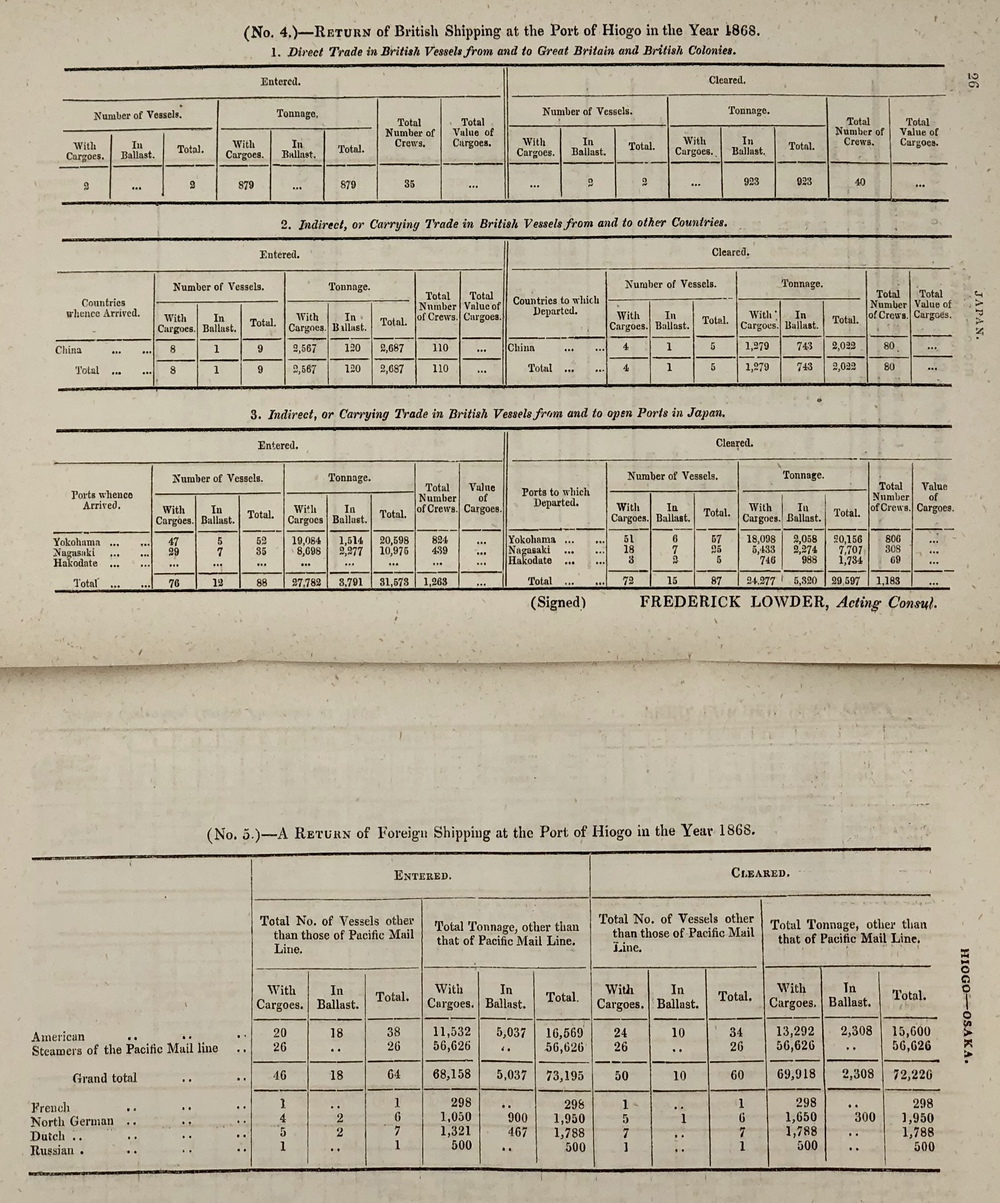 (No. 4.)—RETURN of British Shipping at the Port of Hiogo in the Year 1868.
1. Direct Trade in British Vessels from and to Great Britain and British Colonies.
26
Entered. Cleared.
Number of Vessels. Tonnage. Total Number of Crews. Total Value of Cargoes. Number of Vessels. Tonnage. Total Number of Crews. Total Value of Cargoes.
With Cargoes. In Ballast. Total. With Cargoes. In Ballast. Total. With Cargoes. In Ballast. Total. With Cargoes. In Ballast. Total.
2 ... 2 879 ... 879 35 ... ... 2 2 ... 923 923 40 ...
2. Indirect, or Carrying Trade in British Vessels from and to other Countries.
Entered. Cleared.
Countries whence Arrived. Number of Vessels. Tonnage. Total Number of Crews. Total Value of Cargoes. Countries to which Departed. Number of Vessels. Tonnage. Total Number of Crews. Total Value of Cargoes.
With Cargoes. In Ballast. Total. With Cargoes. In Ballast. Total. With Cargoes. In Ballast. Total. With Cargoes. In Ballast. Total.
China ... ... 8 1 9 2,567 120 2,687 110 ... China ... ... 4 1 5 1,279 743 2,022 80 ...
Total ... ... 8 1 9 2,567 120 2,687 110 ... Total ... ... 4 1 5 1,279 743 2,022 80 ...
JAPAN.
3. Indirect, or Carrying Trade in British Vessels from and to open Ports in Japan.
Entered. Cleared.
Ports whence Arrived. Number of Vessels. Tonnage. Total Number of Crews. Value of Cargoes. Ports to which Departed. Number of Vessels. Tonnage. Total Number of Crews. Value of Cargoes.
With Cargoes. In Ballast. Total. With Cargoes In Ballast. Total. With Cargoes. In Ballast. Total. With Cargoes. In Ballast. Total.
Yokohama ... ... 47 5 52 19,084 1,514 20,598 824 ... Yokohama ... ... 51 6 57 18,098 2,058 20,156 806 ...
Nagasaki ... ... 29 7 35 8,698 2,277 10,975 439 ... Nagasaki ... ... 18 7 25 5,433 2,274 7,707 308 ...
Hakodate ... ... ... ... ... ... ... ... ... ... Hakodate ... ... 3 2 5 746 988 1,734 69 ...
Total ... ... 76 12 88 27,782 3,791 31,573 1,263 ... Total ... ... 72 15 87 24,277 5,320 29,597 1,183 ...
(Signed) FREDERICK LOWDER, Acting Consul.
(No. 5.)—A RETURN of Foreign Shipping at the Port of Hiogo in the Year 1868.
ENTERED. CLEARED.
Total No. of Vessels other than those of Pacific Mail Line. Total Tonnage, other than that of Pacific Mail Line. Total No. of Vessels other than those of Pacific Mail Line. Total Tonnage, other than that of Pacific Mail Line.
With Cargoes. In Ballast. Total. With Cargoes. In Ballast. Total. With Cargoes. In Ballast. Total. With Cargoes. In Ballast. Total.
American .. .. .. 20 18 38 11,532 5,037 16,569 24 10 34 13,292 2,308 15,600
Steamers of the Pacific Mail line .. 26 .. 26 56,626 .. 56,626 26 .. 26 56,626 .. 56,626
Grand total .. .. 46 18 64 68,158 5,037 73,195 50 10 60 69,918 2,308 72,226
French .. .. .. 1 .. 1 298 .. 298 1 .. 1 298 .. 298
North German .. .. .. 4 2 6 1,050 900 1,950 5 1 6 1,650 300 1,950
Dutch .. .. .. .. 5 2 7 1,321 467 1,788 7 .. 7 1,788 .. 1,788
Russian . .. .. .. 1 .. 1 500 .. 500 1 .. 1 500 .. 500
HIOGO—OSAKA.